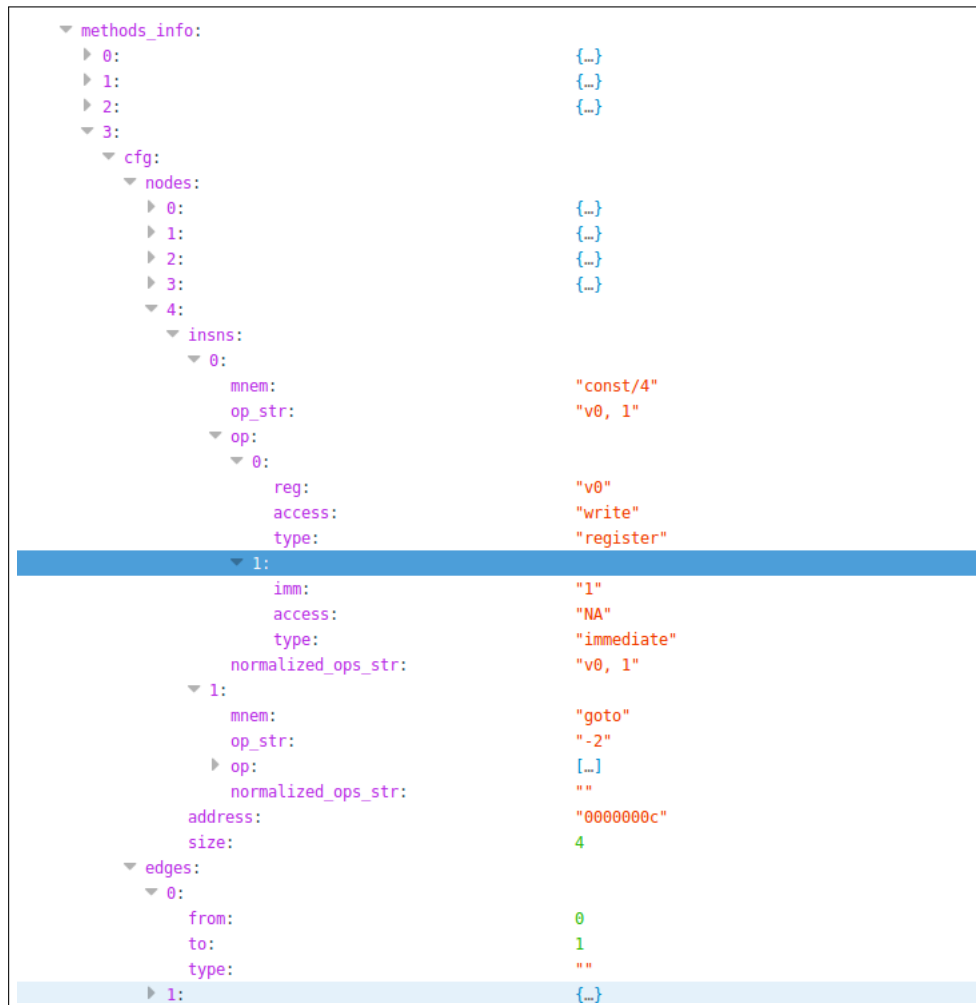 methods_info:
0: {…}
1: {…}
2: {…}
3:
cfg:
nodes:
0: {…}
1: {…}
2: {…}
3: {…}
4:
insns:
0:
mnem: "const/4"
op_str: "v0, 1"
op:
0:
reg: "v0"
access: "write"
type: "register"
1:
imm: "1"
access: "NA"
type: "immediate"
normalized_ops_str: "v0, 1"
1:
mnem: "goto"
op_str: "-2"
op: […]
normalized_ops_str: ""
address: "0000000c"
size: 4
edges:
0:
from: 0
to: 1
type: ""
1: {…}